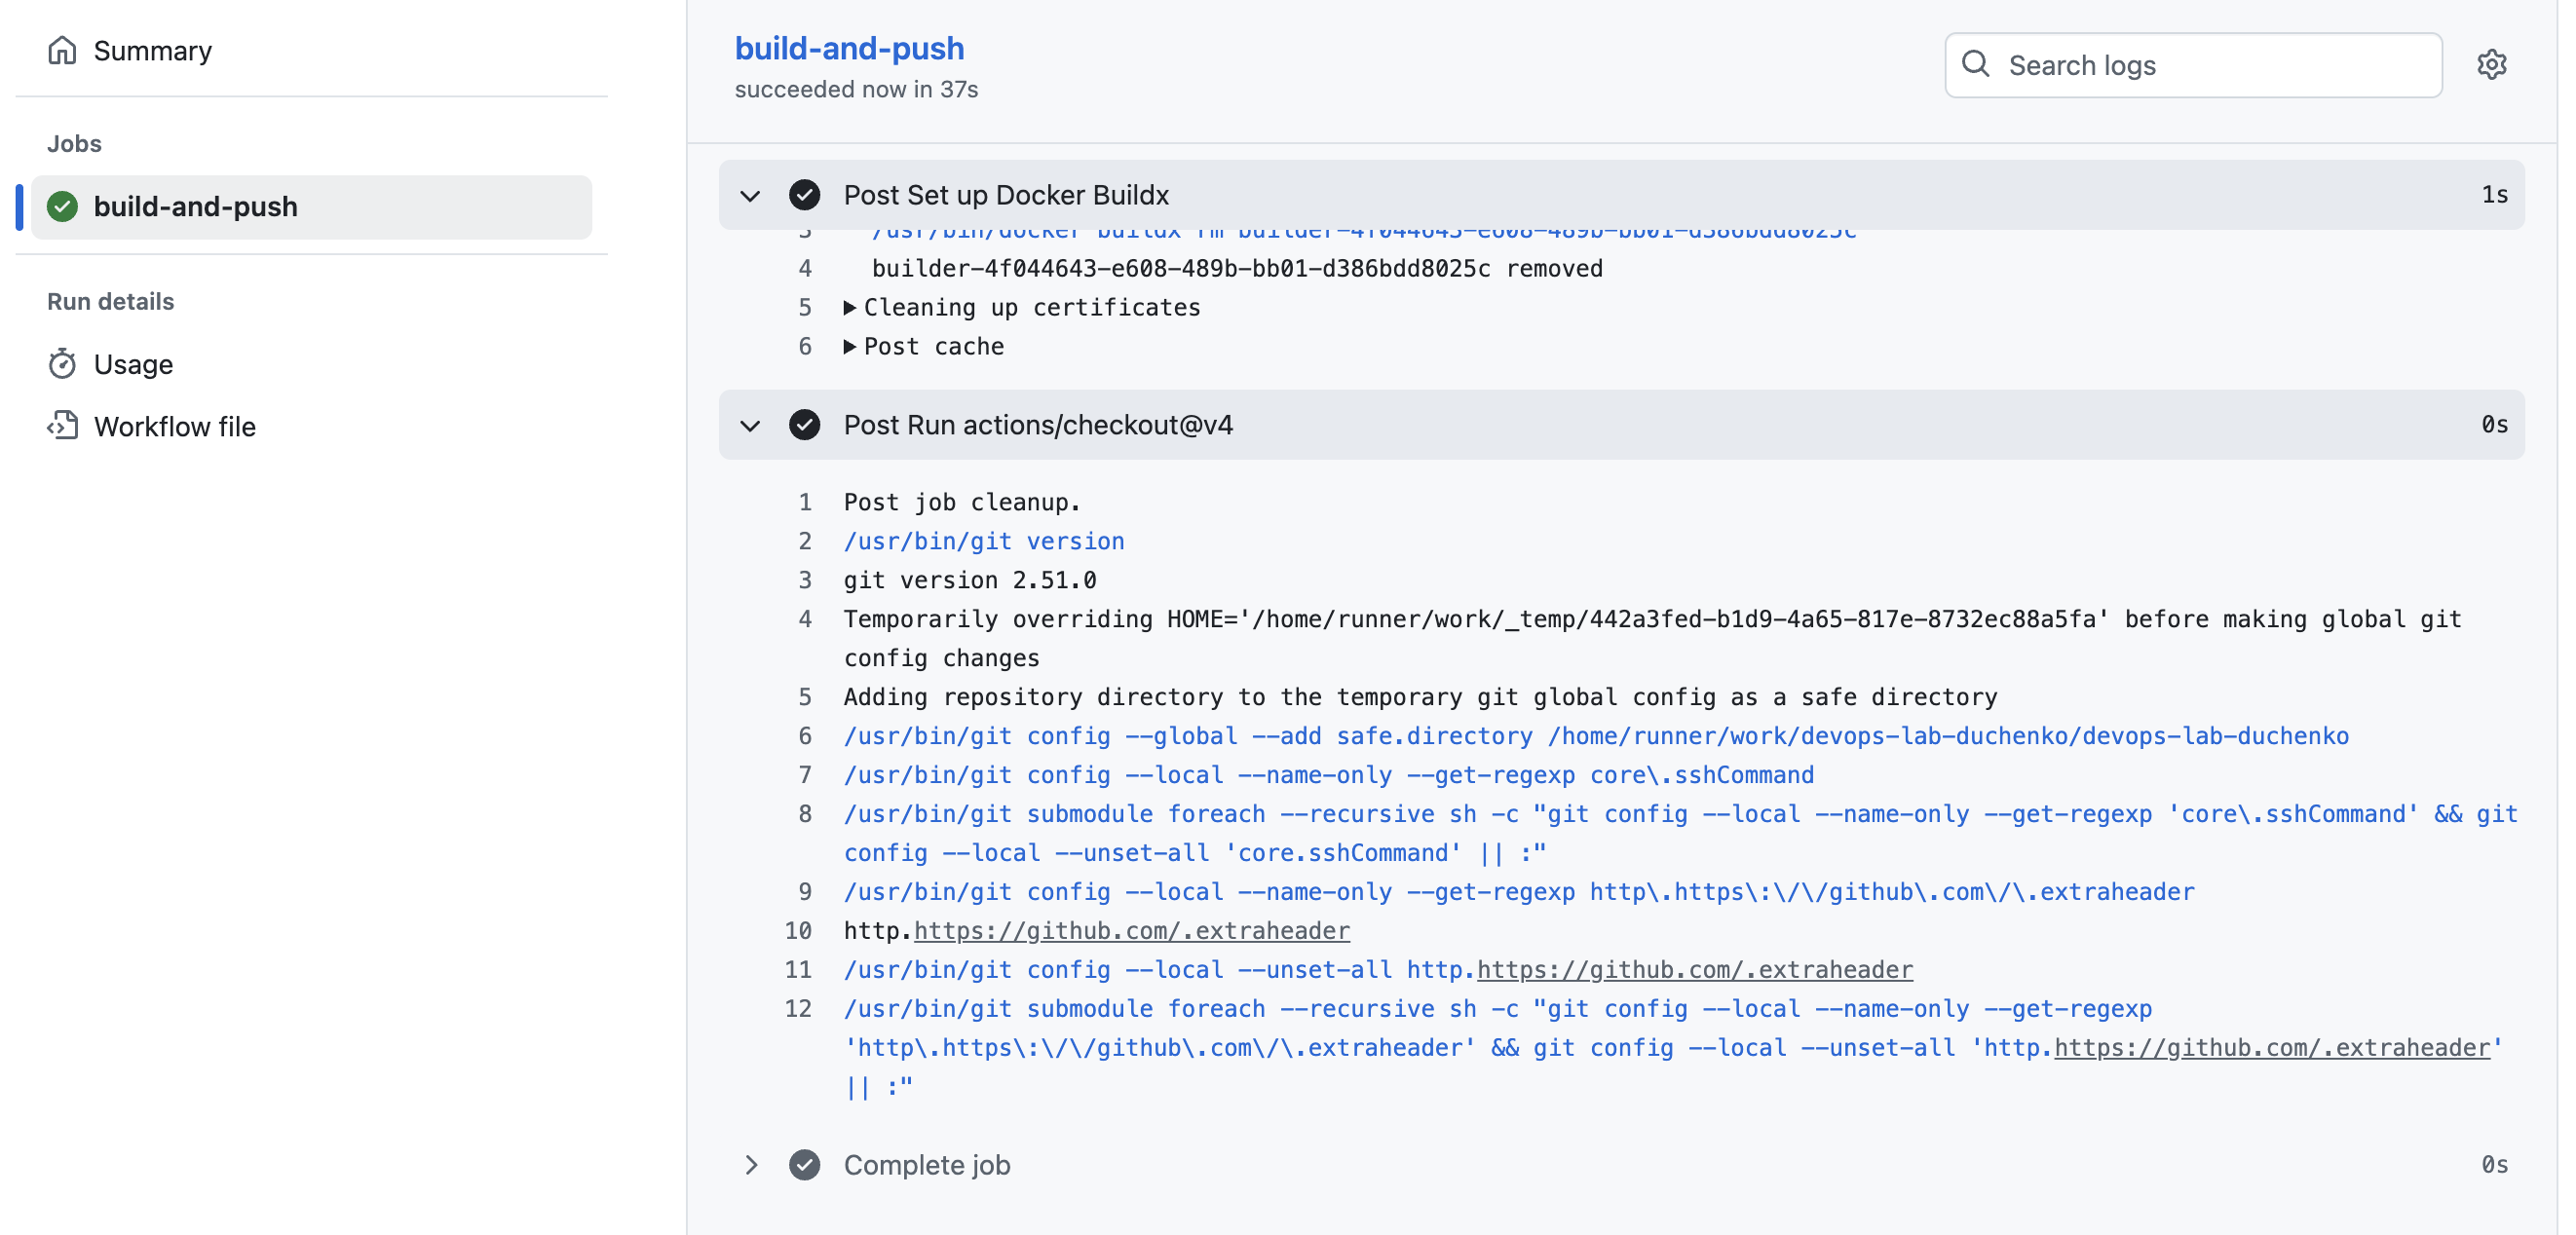 Summary
Jobs
build-and-push
Run details
Usage
Workflow file
build-and-push
succeeded now in 37s
Search logs
Post Set up Docker Buildx 1s
3 /usr/bin/docker buildx rm builder-4f044643-e608-489b-bb01-d386bdd8025c
4 builder-4f044643-e608-489b-bb01-d386bdd8025c removed
5 Cleaning up certificates
6 Post cache
Post Run actions/checkout@v4 0s
1 Post job cleanup.
2 /usr/bin/git version
3 git version 2.51.0
4 Temporarily overriding HOME='/home/runner/work/_temp/442a3fed-b1d9-4a65-817e-8732ec88a5fa' before making global git
config changes
5 Adding repository directory to the temporary git global config as a safe directory
6 /usr/bin/git config --global --add safe.directory /home/runner/work/devops-lab-duchenko/devops-lab-duchenko
7 /usr/bin/git config --local --name-only --get-regexp core\.sshCommand
8 /usr/bin/git submodule foreach --recursive sh -c "git config --local --name-only --get-regexp 'core\.sshCommand' && git
config --local --unset-all 'core.sshCommand' || :"
9 /usr/bin/git config --local --name-only --get-regexp http\.https\:\/\/github\.com\/\.extraheader
10 http.https://github.com/.extraheader
11 /usr/bin/git config --local --unset-all http.https://github.com/.extraheader
12 /usr/bin/git submodule foreach --recursive sh -c "git config --local --name-only --get-regexp
'http\.https\:\/\/github\.com\/\.extraheader' && git config --local --unset-all 'http.https://github.com/.extraheader'
|| :"
Complete job 0s